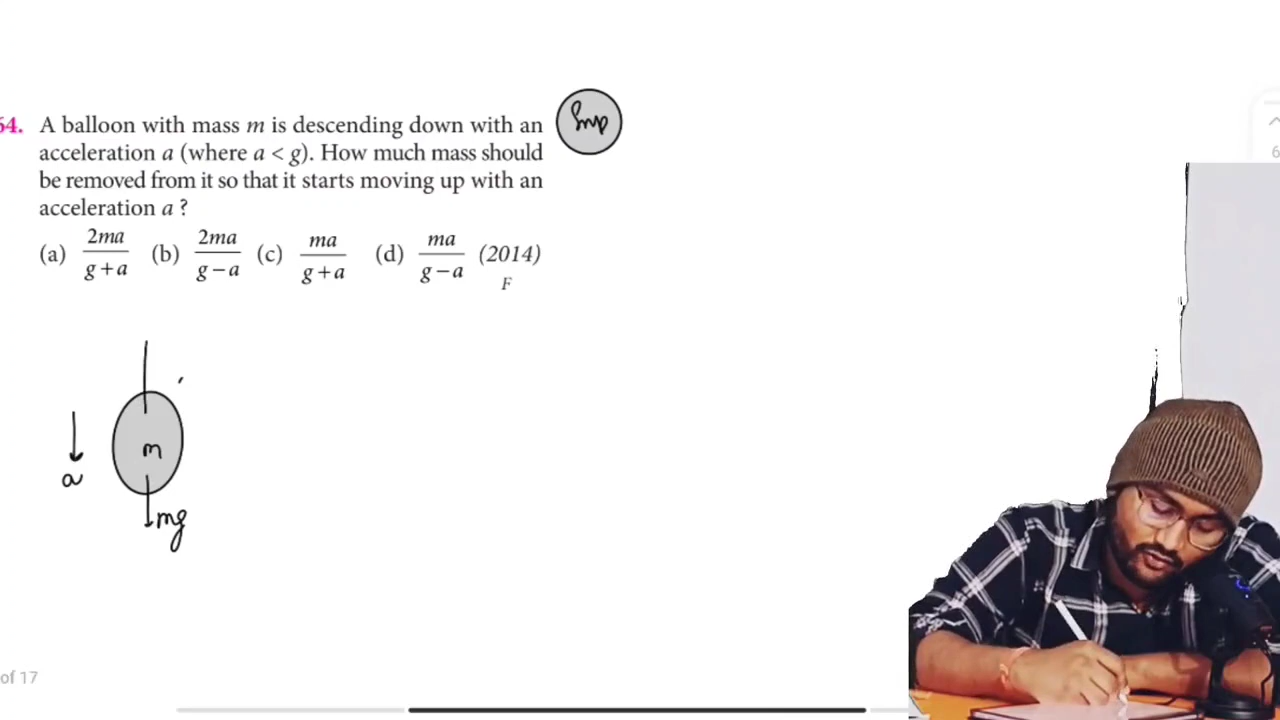 64. A balloon with mass m is descending down with an
acceleration a (where a < g). How much mass should
be removed from it so that it starts moving up with an
acceleration a ?
(a) 2ma / g+a (b) 2ma / g−a (c) ma / g+a (d) ma / g−a (2014)
F
Imp
m
a
mg
of 17
6